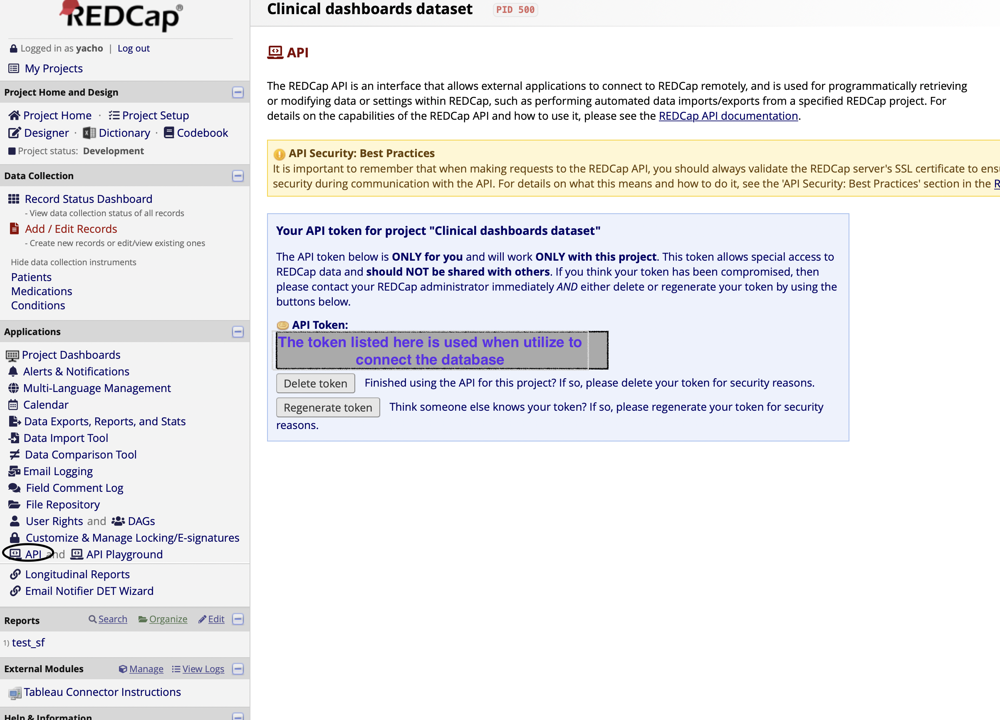 REDCap®
Logged in as yacho | Log out
My Projects
Project Home and Design
Project Home · Project Setup
Designer · Dictionary · Codebook
Project status: Development
Data Collection
Record Status Dashboard
- View data collection status of all records
Add / Edit Records
- Create new records or edit/view existing ones
Hide data collection instruments
Patients
Medications
Conditions
Applications
Project Dashboards
Alerts & Notifications
Multi-Language Management
Calendar
Data Exports, Reports, and Stats
Data Import Tool
Data Comparison Tool
Email Logging
Field Comment Log
File Repository
User Rights and DAGs
Customize & Manage Locking/E-signatures
API and API Playground
Longitudinal Reports
Email Notifier DET Wizard
Reports Search Organize Edit
1) test_sf
External Modules Manage View Logs
Tableau Connector Instructions
Help & Information
Clinical dashboards dataset PID 500
API
The REDCap API is an interface that allows external applications to connect to REDCap remotely, and is used for programmatically retrieving
or modifying data or settings within REDCap, such as performing automated data imports/exports from a specified REDCap project. For
details on the capabilities of the REDCap API and how to use it, please see the REDCap API documentation.
API Security: Best Practices
It is important to remember that when making requests to the REDCap API, you should always validate the REDCap server's SSL certificate to
security during communication with the API. For details on what this means and how to do it, see the 'API Security: Best Practices' section in the
Your API token for project "Clinical dashboards dataset"
The API token below is ONLY for you and will work ONLY with this project. This token allows special access to
REDCap data and should NOT be shared with others. If you think your token has been compromised, then
please contact your REDCap administrator immediately AND either delete or regenerate your token by using the
buttons below.
API Token:
The token listed here is used when utilize to
connect the database
Delete token Finished using the API for this project? If so, please delete your token for security reasons.
Regenerate token Think someone else knows your token? If so, please regenerate your token for security
reasons.